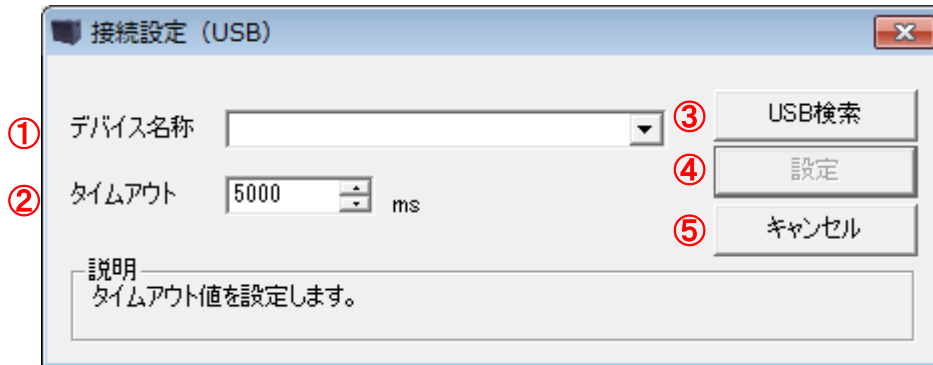 接続設定（USB）
① デバイス名称
③ USB検索
④ 設定
② タイムアウト 5000 ms
⑤ キャンセル
説明
タイムアウト値を設定します。